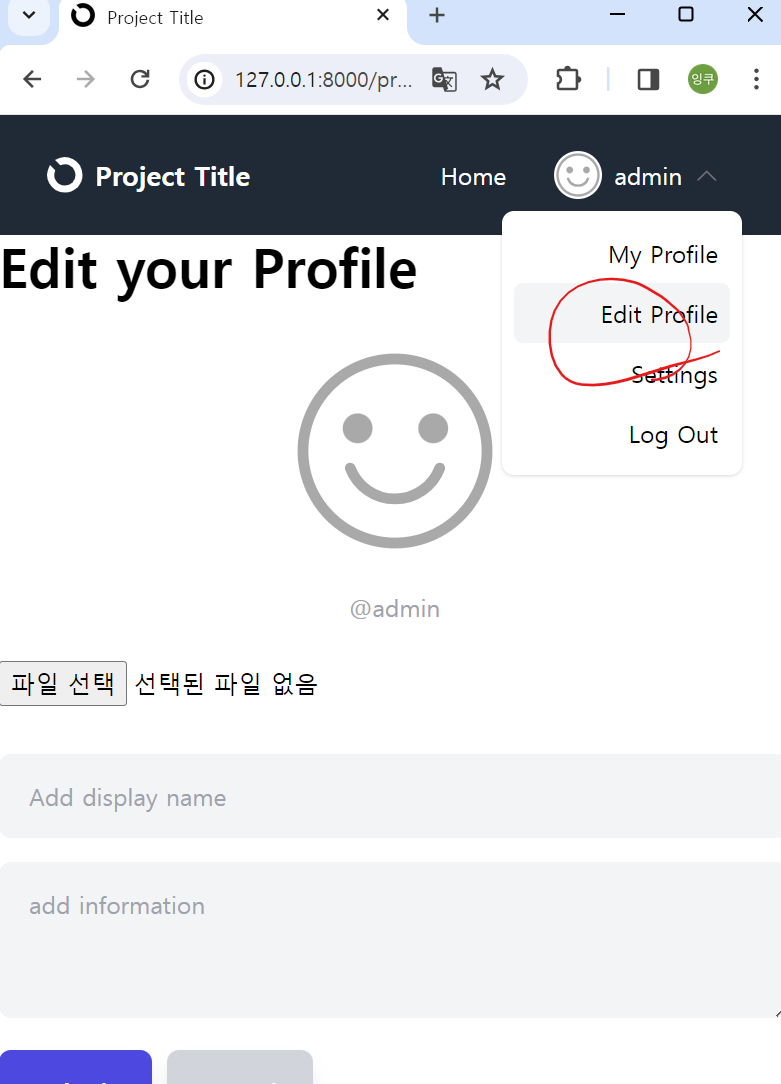 Project Title
127.0.0.1:8000/pr...
잉쿠
Project Title
Home
admin
My Profile
Edit Profile
Settings
Log Out
Edit your Profile
@admin
파일 선택 선택된 파일 없음
Add display name
add information